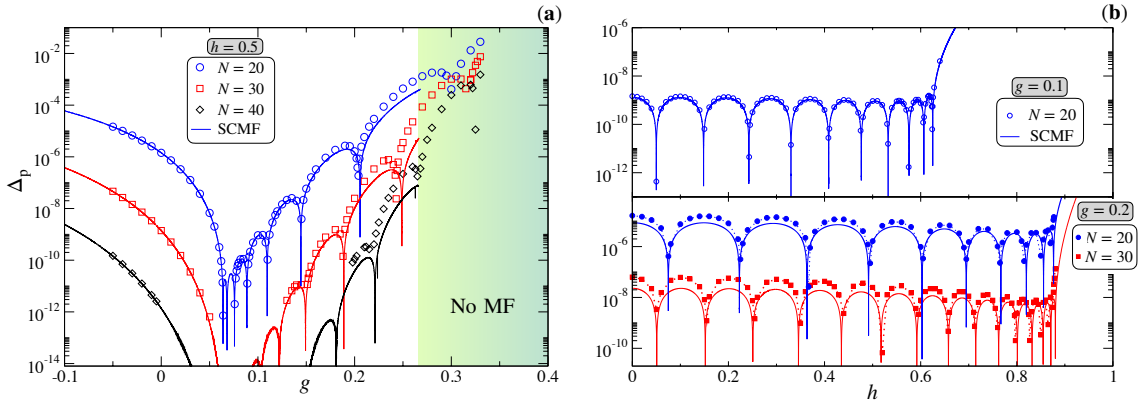 (a)
h = 0.5
N = 20
N = 30
N = 40
SCMF
No MF
Δp
10^-2
10^-4
10^-6
10^-8
10^-10
10^-12
10^-14
-0.1 0 0.1 0.2 0.3 0.4
g
(b)
g = 0.1
N = 20
SCMF
10^-6
10^-8
10^-10
10^-12
g = 0.2
N = 20
N = 30
10^-6
10^-8
10^-10
0 0.2 0.4 0.6 0.8 1
h